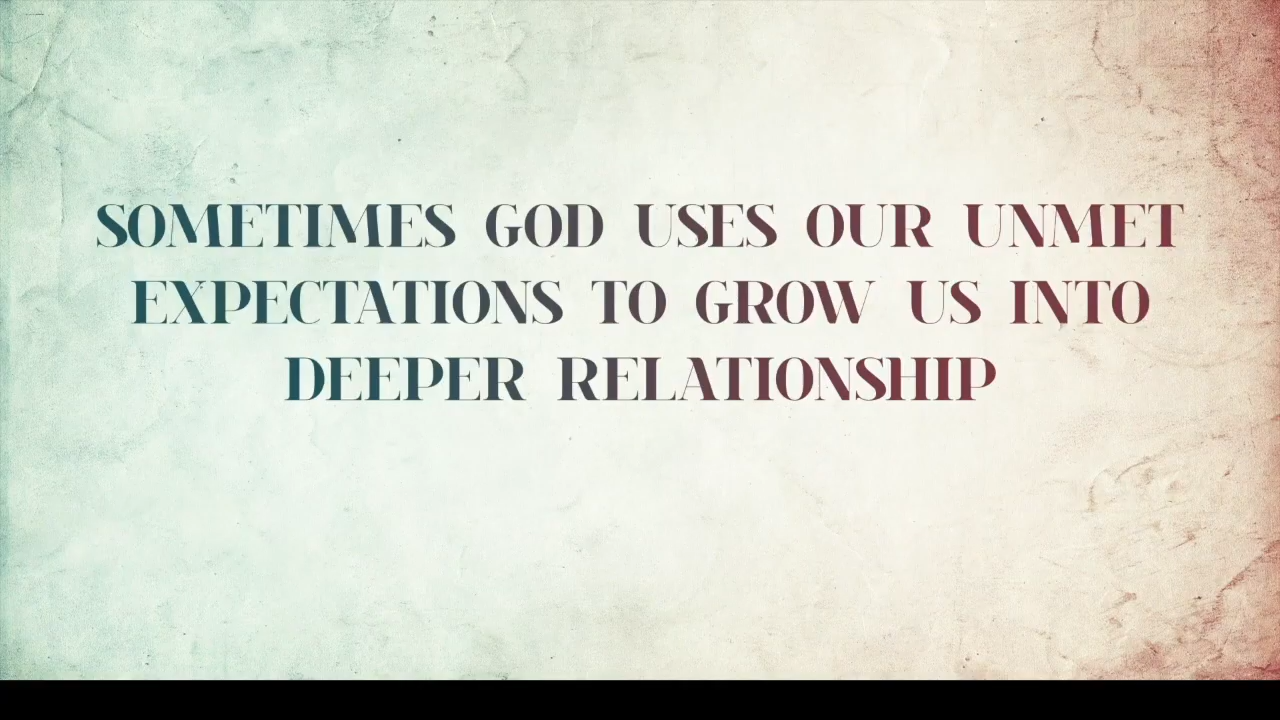 SOMETIMES GOD USES OUR UNMET
EXPECTATIONS TO GROW US INTO
DEEPER RELATIONSHIP